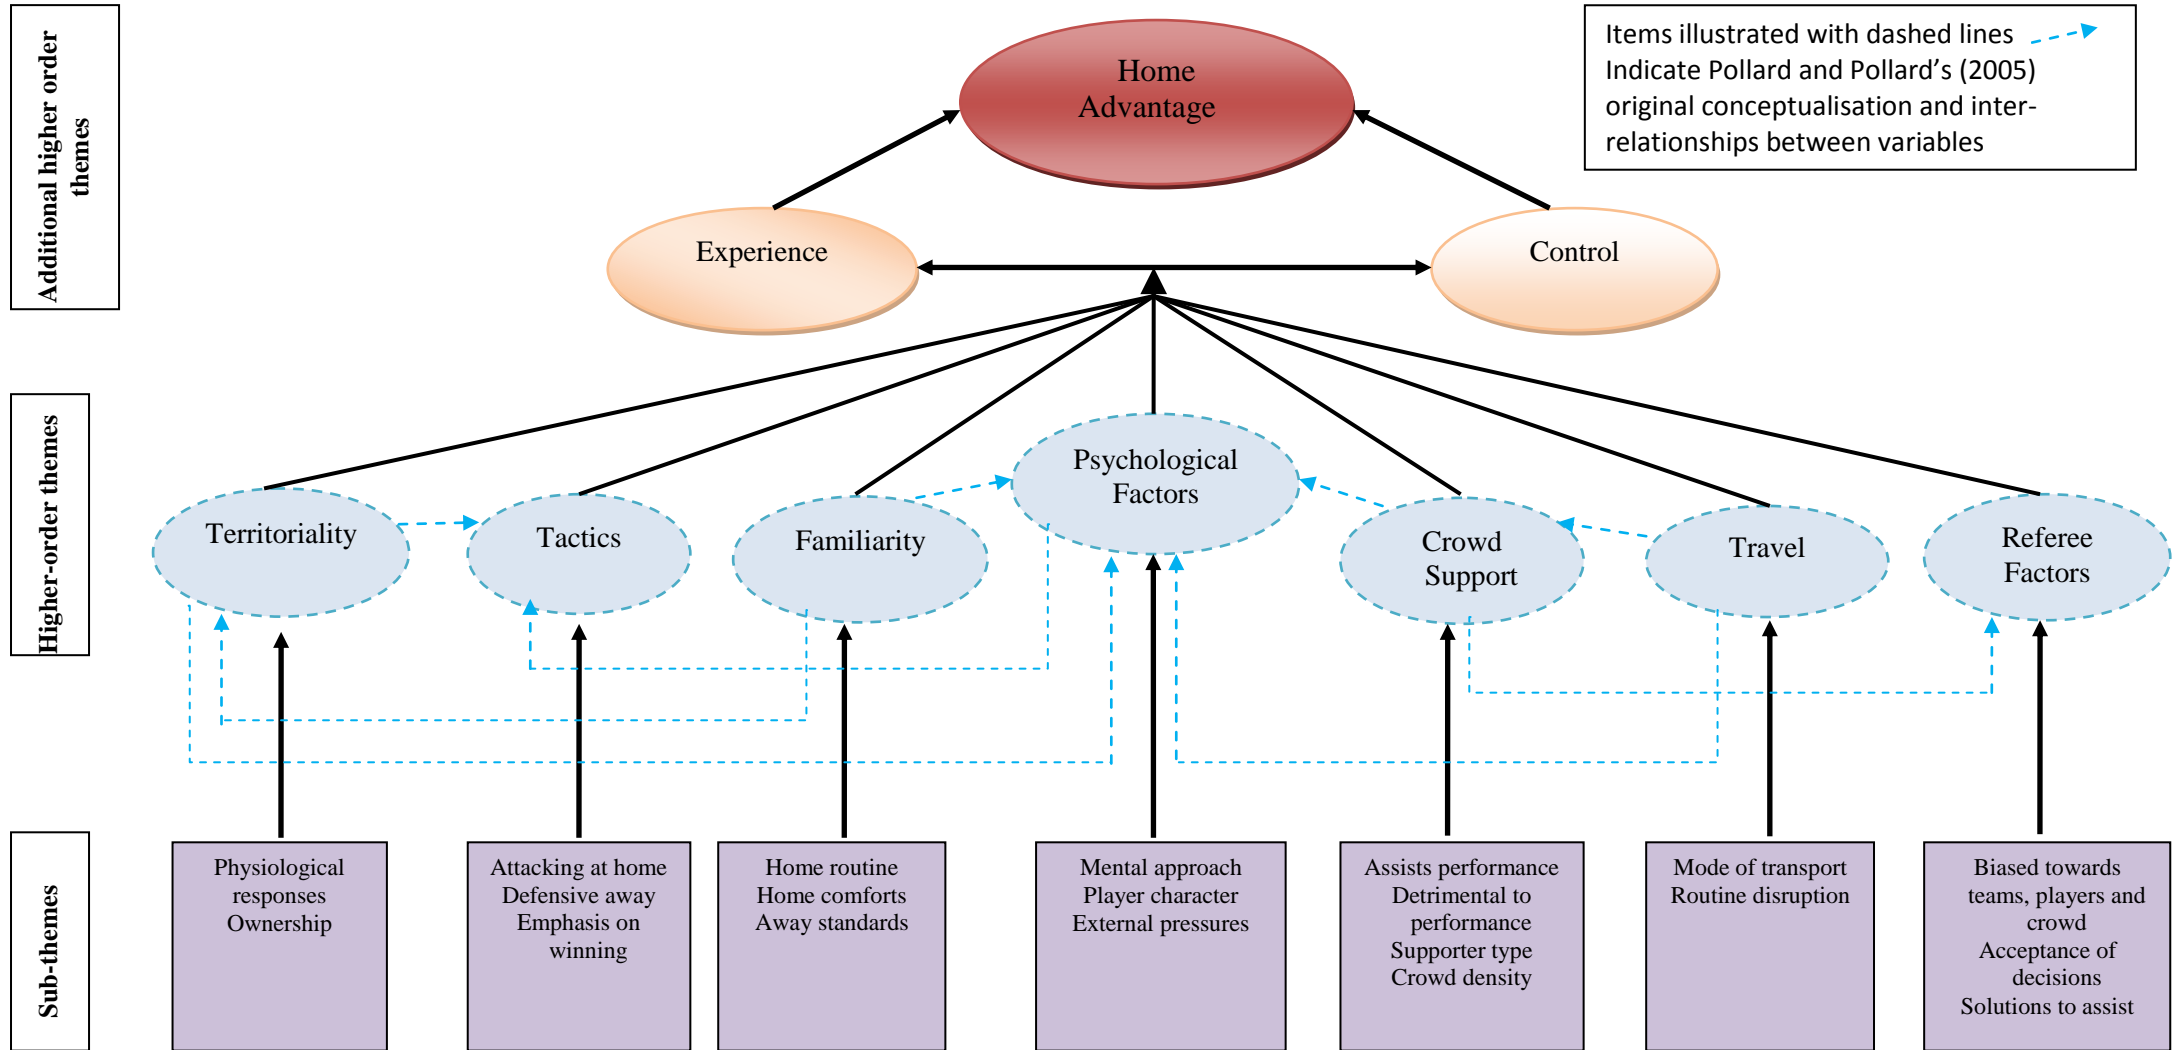 Additional higher order
themes
Home
Advantage
Items illustrated with dashed lines
Indicate Pollard and Pollard’s (2005)
original conceptualisation and inter-
relationships between variables
Experience
Control
Higher-order themes
Territoriality
Tactics
Familiarity
Psychological
Factors
Crowd
Support
Travel
Referee
Factors
Sub-themes
Physiological
responses
Ownership
Attacking at home
Defensive away
Emphasis on
winning
Home routine
Home comforts
Away standards
Mental approach
Player character
External pressures
Assists performance
Detrimental to
performance
Supporter type
Crowd density
Mode of transport
Routine disruption
Biased towards
teams, players and
crowd
Acceptance of
decisions
Solutions to assist